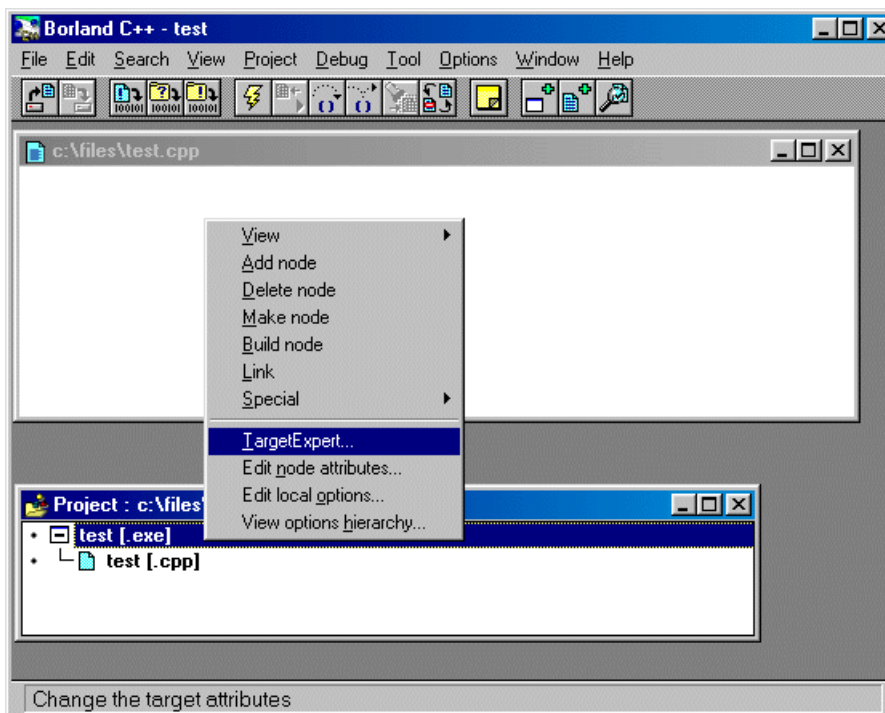 Borland C++ - test
File Edit Search View Project Debug Tool Options Window Help
c:\files\test.cpp
View
Add node
Delete node
Make node
Build node
Link
Special
TargetExpert...
Edit node attributes...
Edit local options...
View options hierarchy...
Project : c:\files\
test [.exe]
test [.cpp]
Change the target attributes